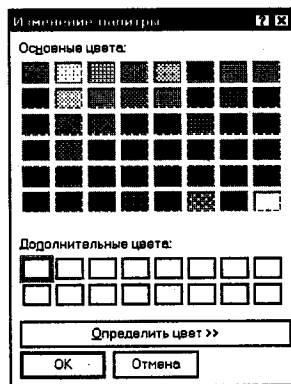 Изменение палитры
Основные цвета:
Дополнительные цвета:
Определить цвет >>
OK
Отмена